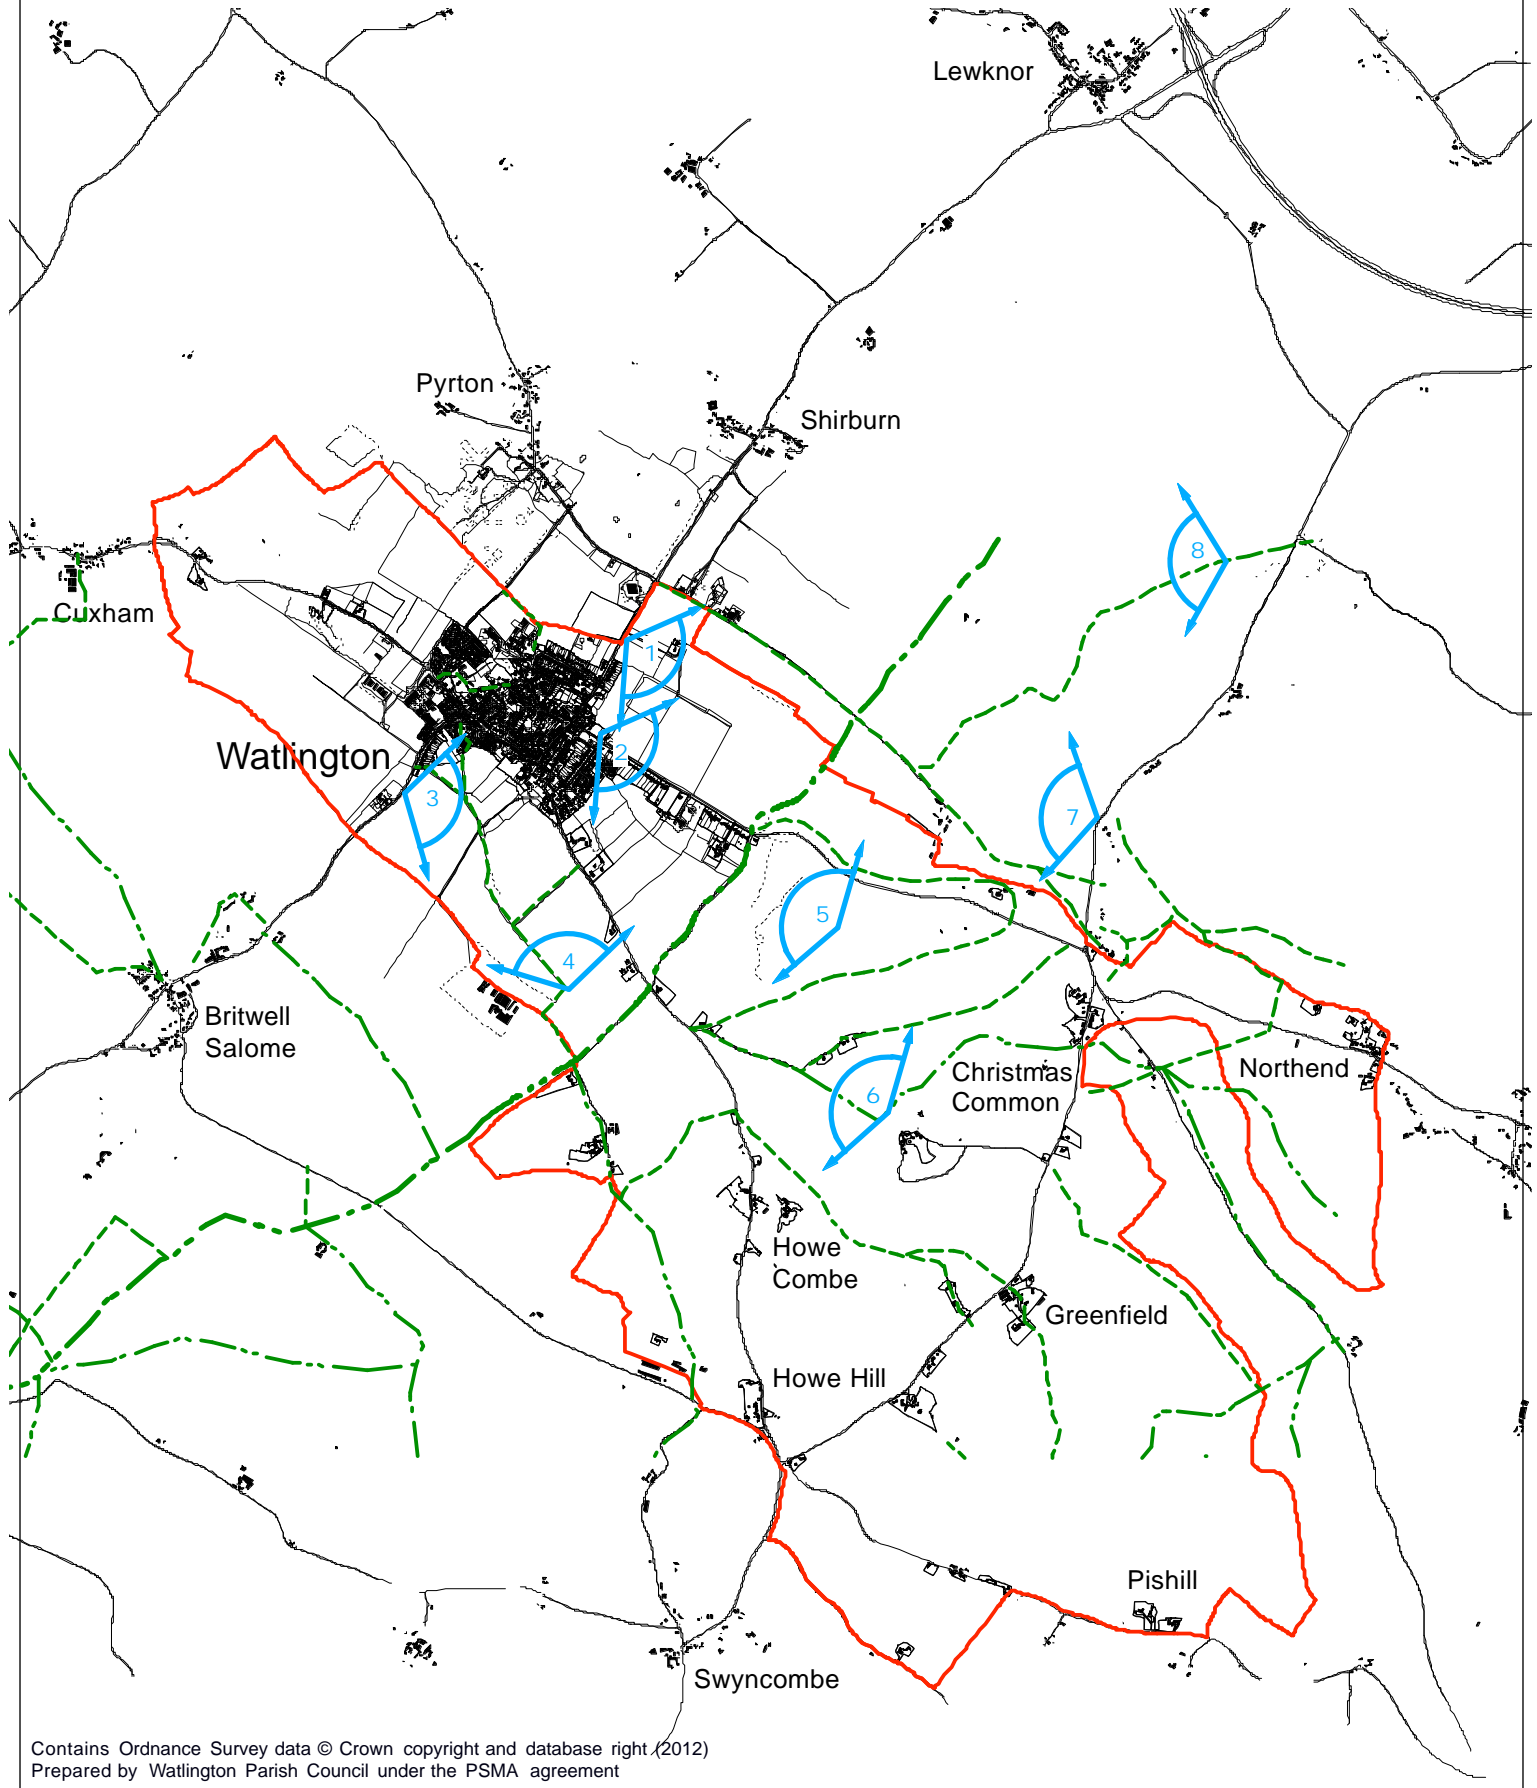 Lewknor
Pyrton
Shirburn
8
Cuxham
1
Watlington
2
3
7
5
4
Britwell
Salome
Christmas
Common
Northend
6
Howe
Combe
Greenfield
Howe Hill
Pishill
Swyncombe
Contains Ordnance Survey data © Crown copyright and database right (2012)
Prepared by Watlington Parish Council under the PSMA agreement